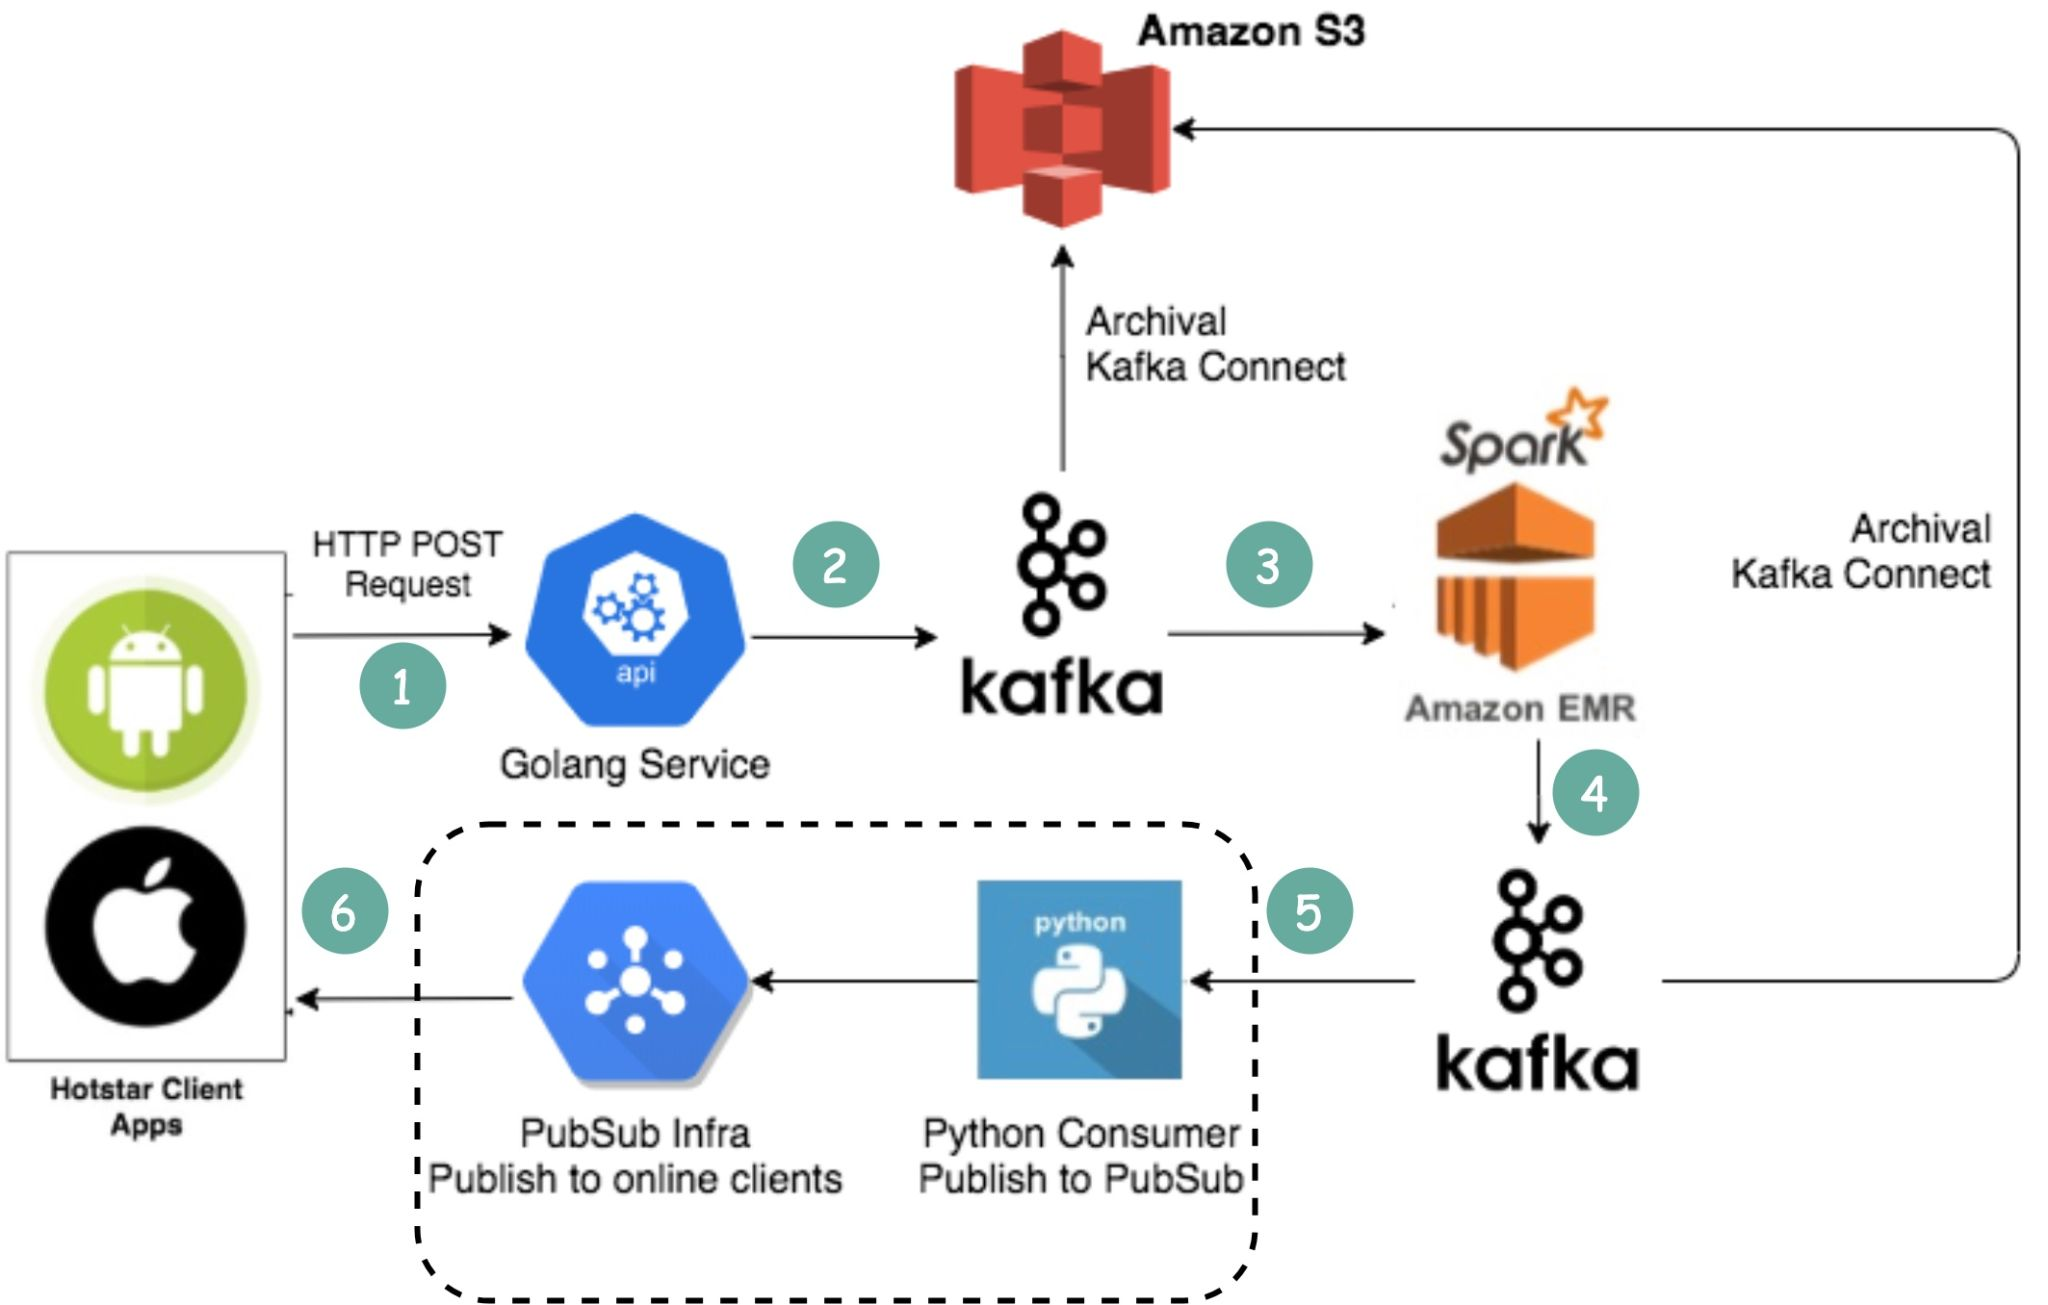 Amazon S3
Archival
Kafka Connect
Spark
HTTP POST
Request
1
api
Golang Service
2
kafka
3
Amazon EMR
Archival
Kafka Connect
4
Hotstar Client
Apps
6
PubSub Infra
Publish to online clients
python
Python Consumer
Publish to PubSub
5
kafka